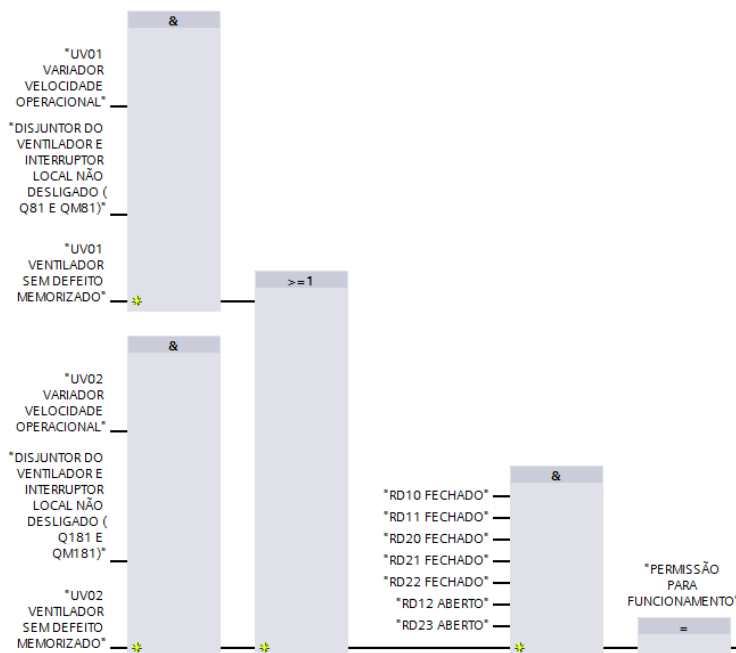 &
"UV01
VARIADOR
VELOCIDADE
OPERACIONAL"
"DISJUNTOR DO
VENTILADOR E
INTERRUPTOR
LOCAL NÃO
DESLIGADO (
Q81 E QM81)"
"UV01
VENTILADOR
SEM DEFEITO
MEMORIZADO"
>=1
&
"UV02
VARIADOR
VELOCIDADE
OPERACIONAL"
"DISJUNTOR DO
VENTILADOR E
INTERRUPTOR
LOCAL NÃO
DESLIGADO (
Q181 E
QM181)"
"UV02
VENTILADOR
SEM DEFEITO
MEMORIZADO"
&
"RD10 FECHADO"
"RD11 FECHADO"
"RD20 FECHADO"
"RD21 FECHADO"
"RD22 FECHADO"
"RD12 ABERTO"
"RD23 ABERTO"
"PERMISSÃO
PARA
FUNCIONAMENTO"
=